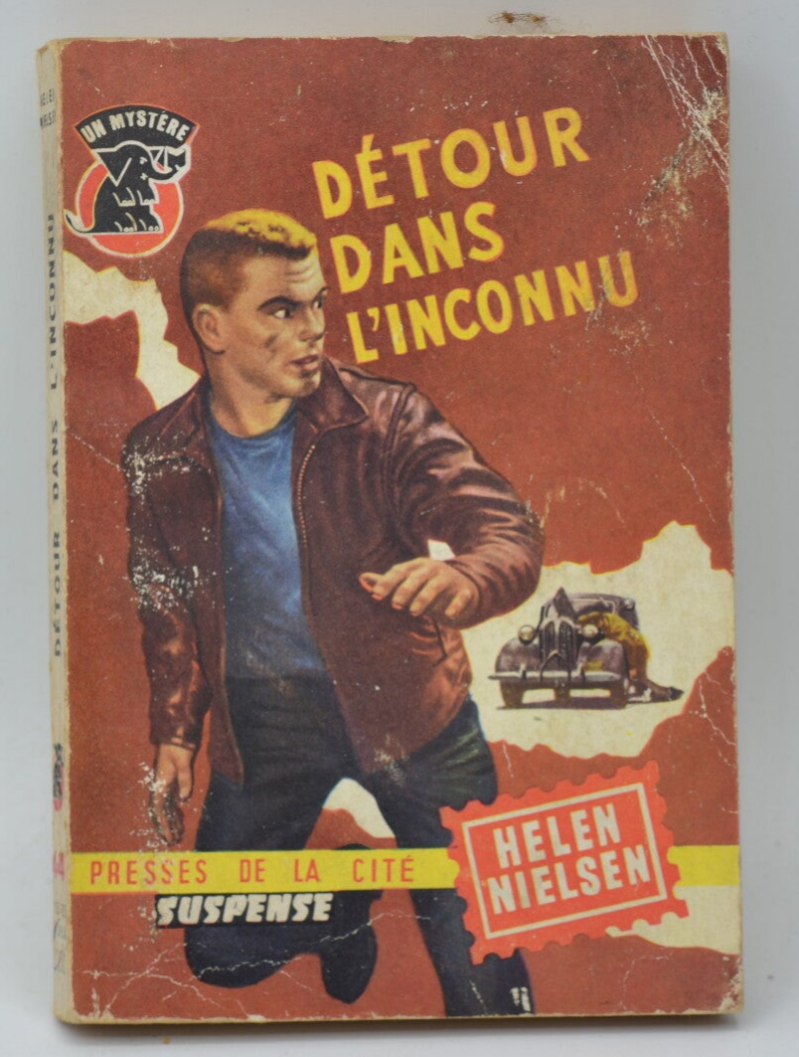 UN MYSTÈRE
DÉTOUR
DANS
L'INCONNU
HELEN
NIELSEN
PRESSES DE LA CITÉ
SUSPENSE
DÉTOUR DANS L'INCONNU